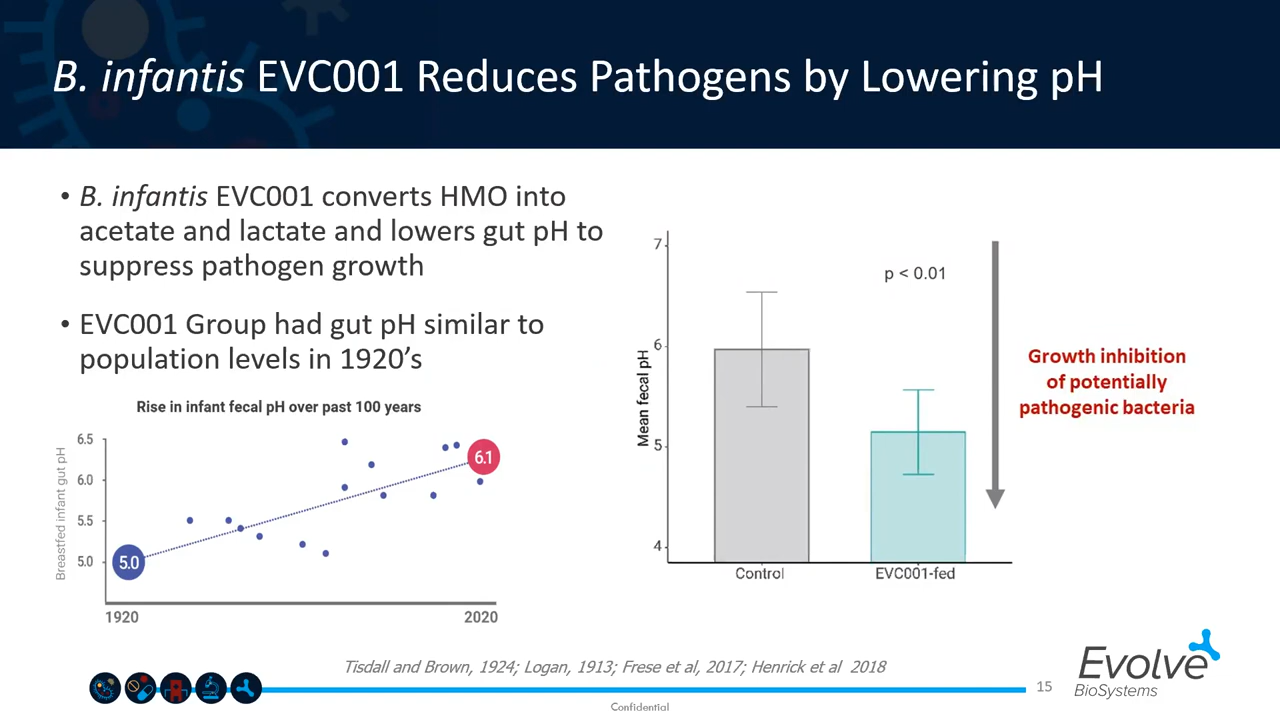 B. infantis EVC001 Reduces Pathogens by Lowering pH
• B. infantis EVC001 converts HMO into
acetate and lactate and lowers gut pH to
suppress pathogen growth
• EVC001 Group had gut pH similar to
population levels in 1920’s
Rise in infant fecal pH over past 100 years
Breastfed infant gut pH
6.5
6.0
5.5
5.0
5.0
6.1
1920
2020
Mean fecal pH
7
6
5
4
p < 0.01
Control
EVC001-fed
Growth inhibition
of potentially
pathogenic bacteria
Tisdall and Brown, 1924; Logan, 1913; Frese et al, 2017; Henrick et al 2018
15
Evolve
BioSystems
Confidential